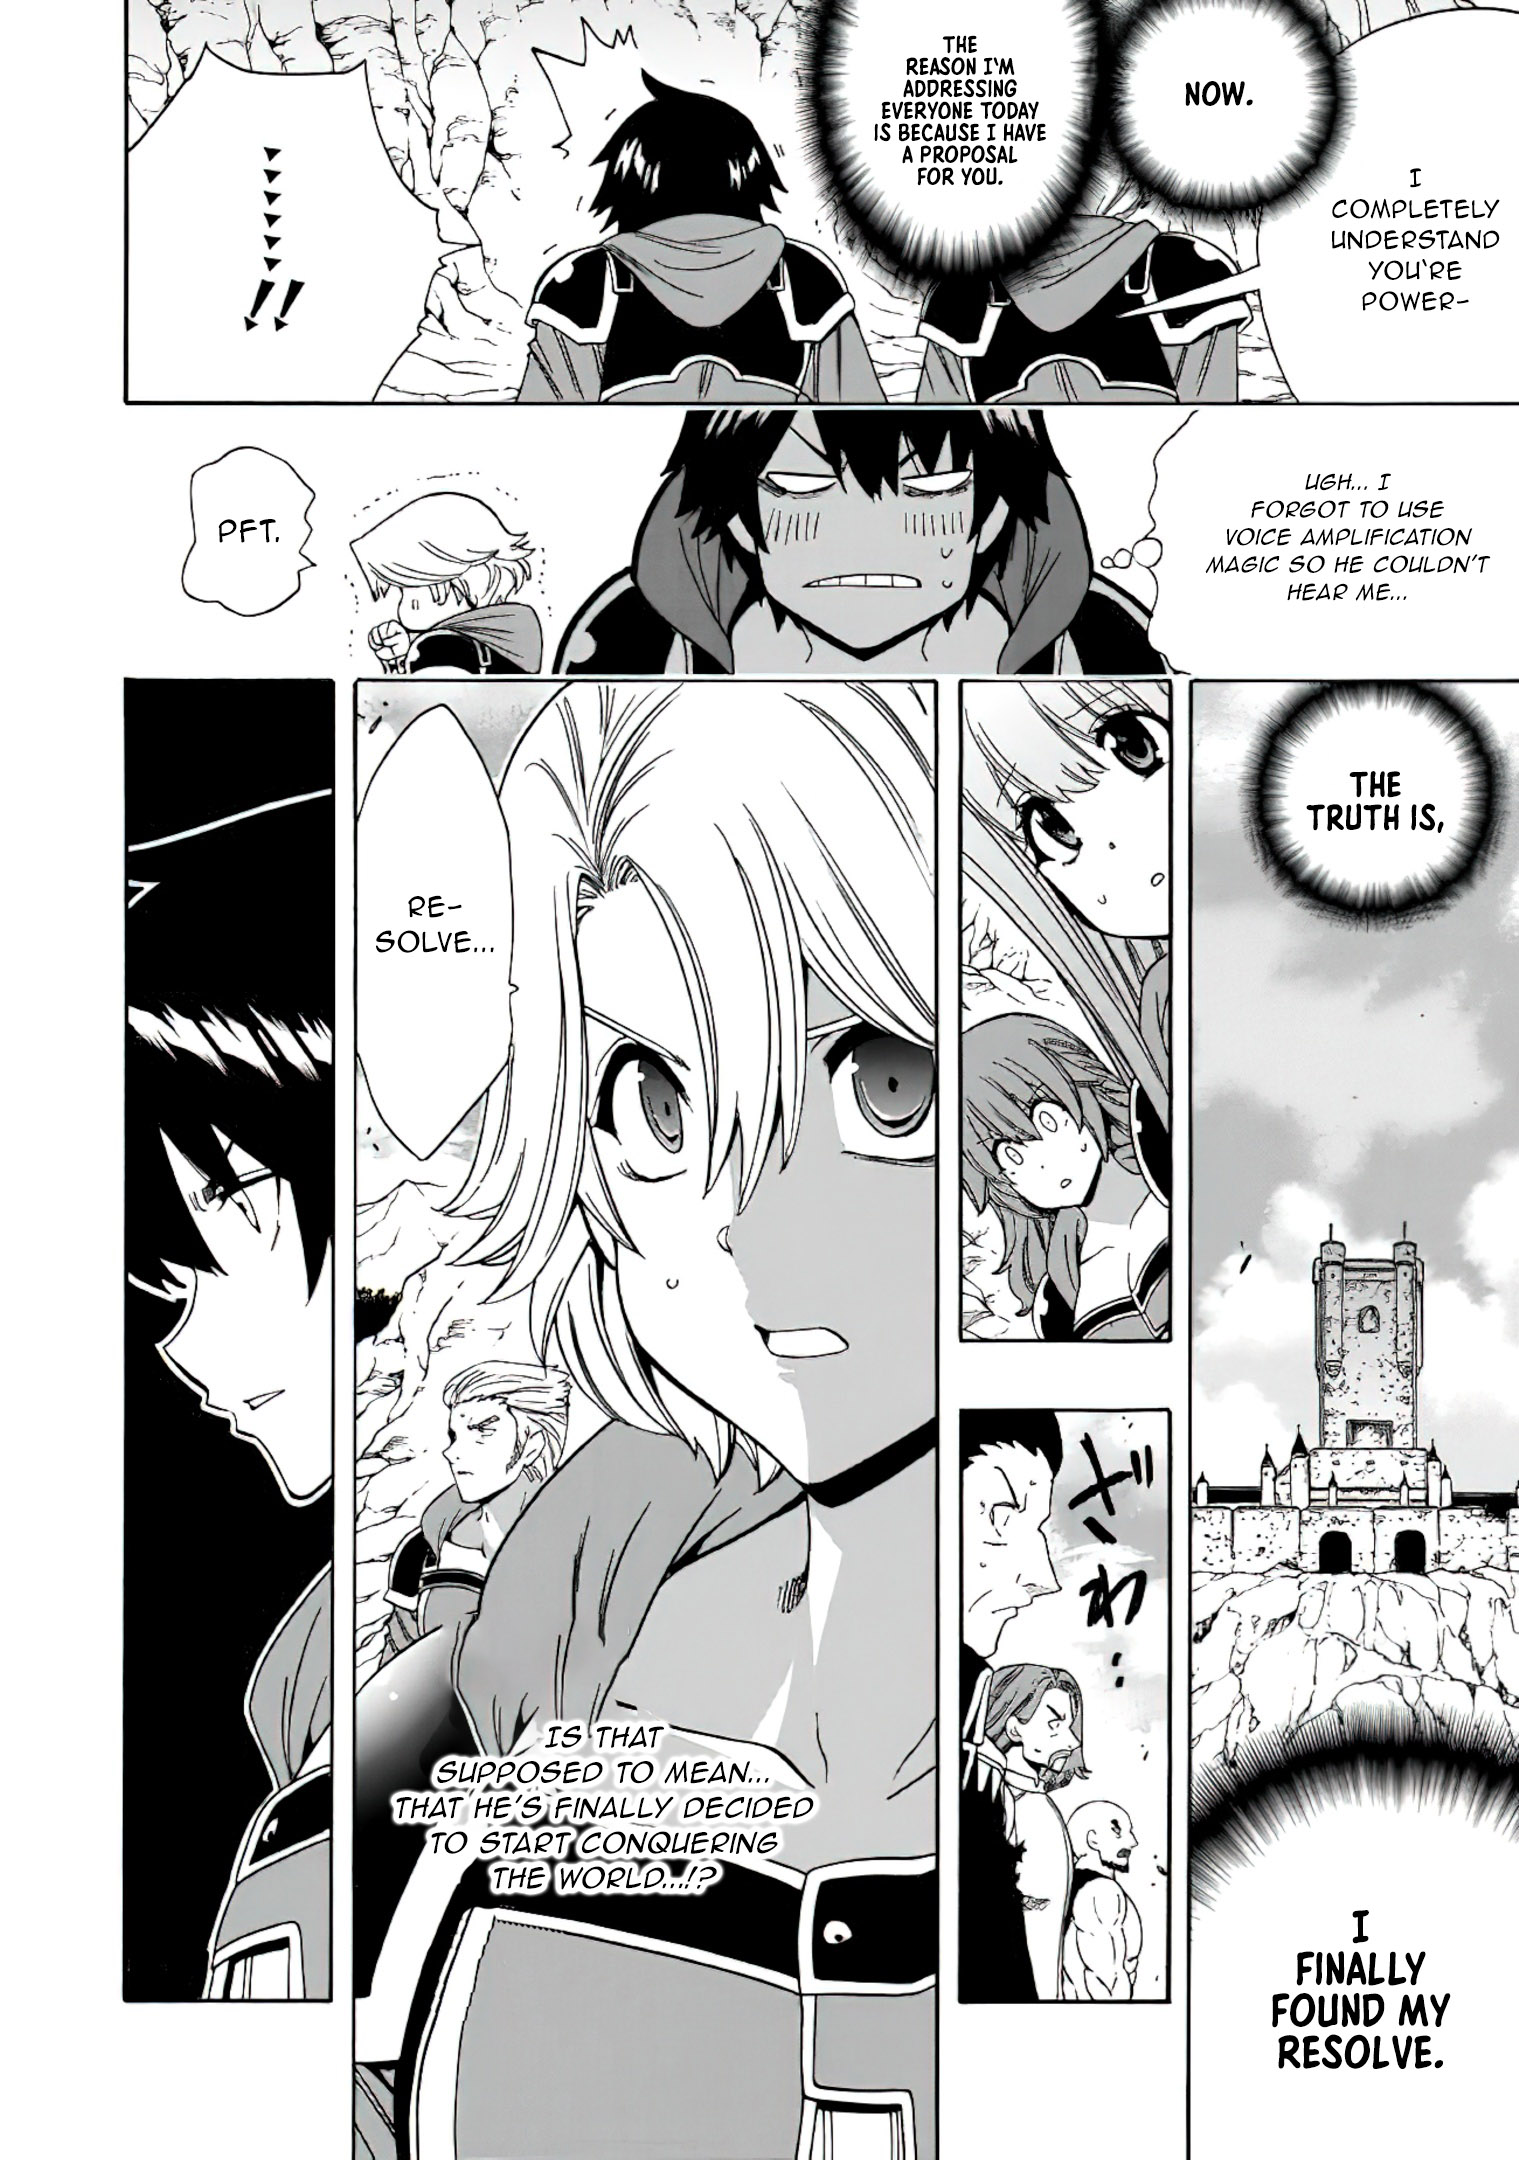 I
COMPLETELY
UNDERSTAND
YOU'RE
POWER-
NOW.
THE
REASON I'M
ADDRESSING
EVERYONE TODAY
IS BECAUSE I HAVE
A PROPOSAL
FOR YOU.
!!
UGH... I
FORGOT TO USE
VOICE AMPLIFICATION
MAGIC SO HE COULDN'T
HEAR ME...
PFT.
THE
TRUTH IS,
I
FINALLY
FOUND MY
RESOLVE.
ざわ…
RE-
SOLVE...
IS THAT
SUPPOSED TO MEAN...
THAT HE'S FINALLY DECIDED
TO START CONQUERING
THE WORLD...!?